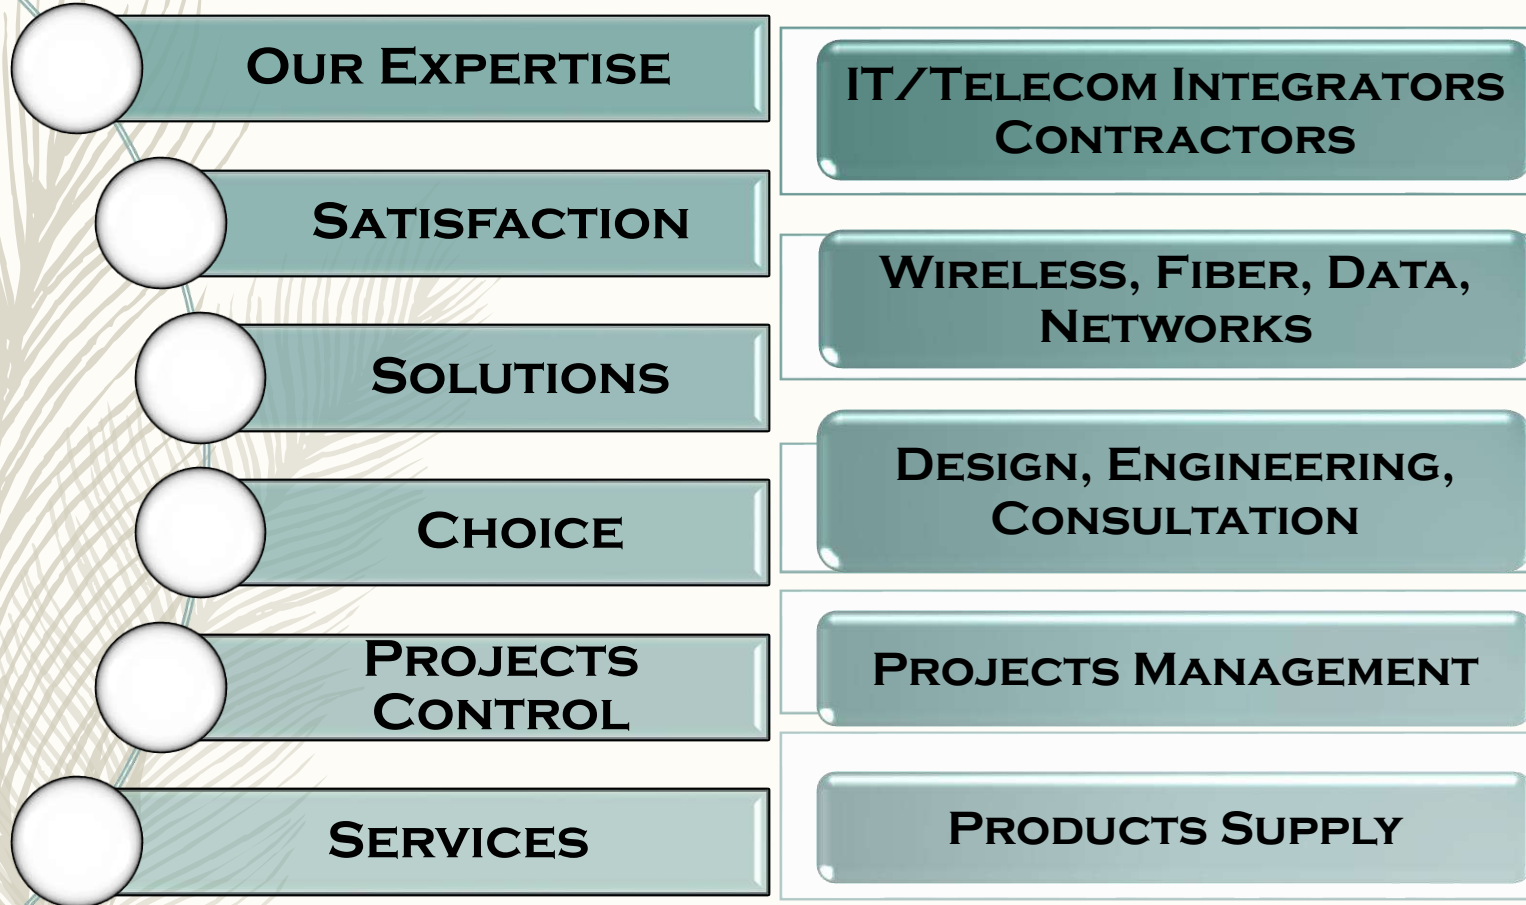 Our Expertise
Satisfaction
Solutions
Choice
Projects
Control
Services
IT/Telecom Integrators
Contractors
Wireless, Fiber, Data,
Networks
Design, Engineering,
Consultation
Projects Management
Products Supply